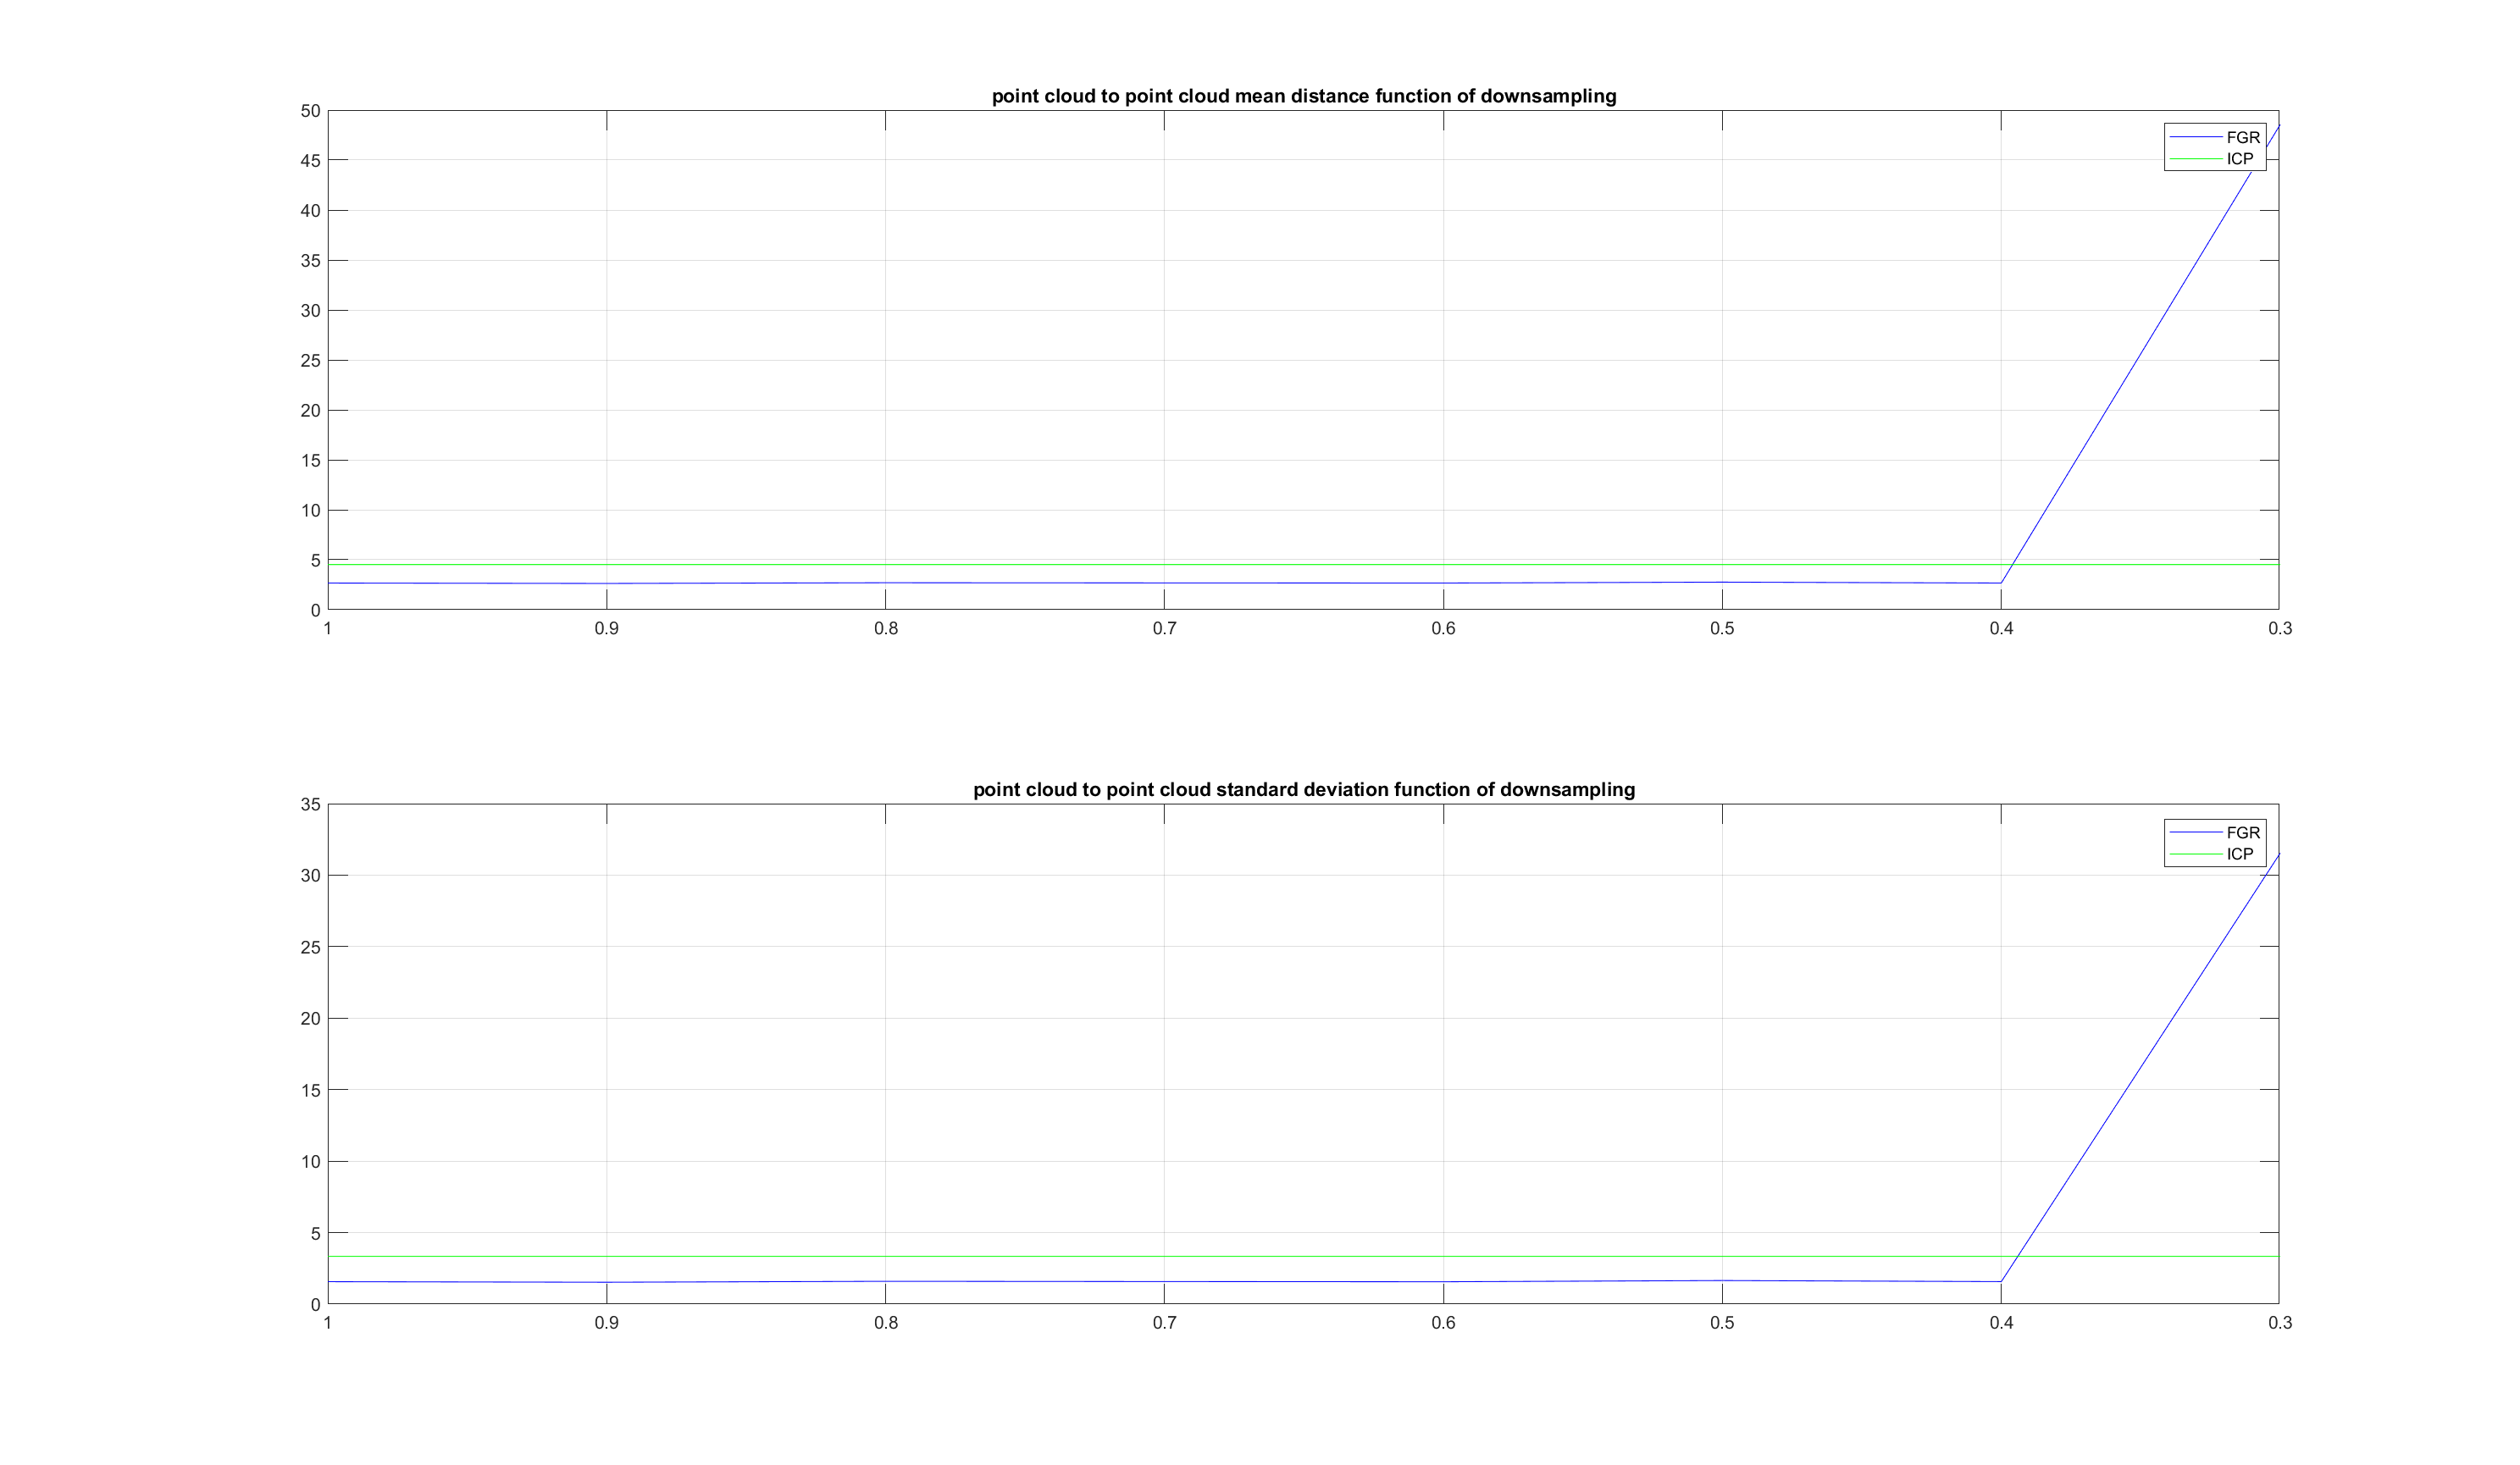 point cloud to point cloud mean distance function of downsampling
50
45
40
35
30
25
20
15
10
5
0
1 0.9 0.8 0.7 0.6 0.5 0.4 0.3
FGR
ICP
point cloud to point cloud standard deviation function of downsampling
35
30
25
20
15
10
5
0
1 0.9 0.8 0.7 0.6 0.5 0.4 0.3
FGR
ICP